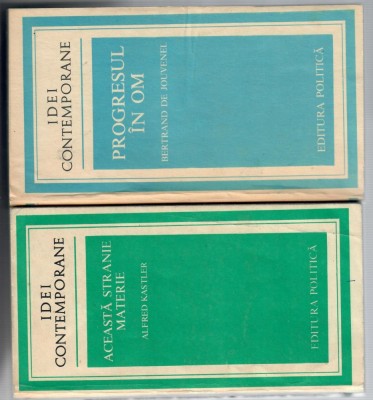 IDEI
CONTEMPORANE
PROGRESUL
ÎN OM
BERTRAND DE JOUVENEL
EDITURA POLITICĂ
IDEI
CONTEMPORANE
ACEASTĂ STRANIE
MATERIE
ALFRED KASTLER
EDITURA POLITICĂ